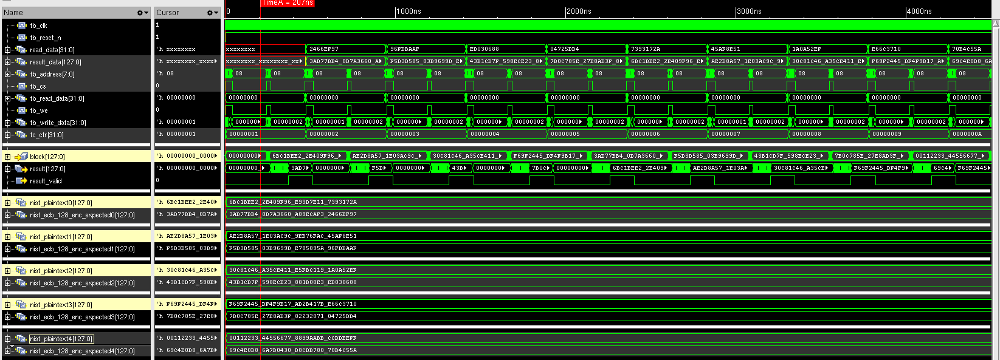 TimeA = 207ns
Name Cursor 0 1000ns 2000ns 3000ns 4000ns
tb_clk 1
tb_reset_n 1
read_data[31:0] 'h xxxxxxxx xxxxxxxx 2466EF97 96FDBAAF ED030688 04725DD4 7393172A 45AF8E51 1A0A52EF E66C3710 70B4C55A
result_data[127:0] 'h xxxxxxxx_xxxx xxxxxxxx_xxxxxxxx_xx 3AD77BB4_0D7A3660_A F5D3D585_03B9699D_E 43B1CD7F_598ECE23_8 7B0C785E_27E8AD3F_8 6BC1BEE2_2E409F96_E AE2D8A57_1E03AC9C_9 30C81C46_A35CE411_E F69F2445_DF4F9B17_A 69C4E0D8_6A
tb_address[7:0] 'h 08 08 08 08 08 08 08 08 08 08 08 08 08 08 08 08 08 08 08 08
tb_cs 0
tb_read_data[31:0] 'h 00000000 00000000 00000000 00000000 00000000 00000000 00000000 00000000 00000000 00000000 00000000
tb_we 0
tb_write_data[31:0] 'h 00000001 000000 00000002 00000001 00000002 000000 00000002 000000 00000002 000000 00000002 000000 00000002 00000001 00000002 000000 00000002 000000 00000002 000000
tc_ctr[31:0] 'h 00000001 00000001 00000002 00000003 00000004 00000005 00000006 00000007 00000008 00000009 0000000A
block[127:0] 'h 00000000_0000 00000000 6BC1BEE2_2E409F96_ AE2D8A57_1E03AC9C_ 30C81C46_A35CE411_ F69F2445_DF4F9B17_ 3AD77BB4_0D7A3660_ F5D3D585_03B9699D_ 43B1CD7F_598ECE23_ 7B0C785E_27E8AD3F_ 00112233_44556677_
result[127:0] 'h 00000000_0000 00000000_ 3AD7 0000000 F5D 0000000 43B 0000000 7B0C 00000000 6BC1BEE2_2E409 AE2D8A57_1E03A 30C81C46_A35CE F69F2445_DF4F9 69C4 F69F2445
result_valid 0
nist_plaintext0[127:0] 'h 6BC1BEE2_2E40 6BC1BEE2_2E409F96_E93D7E11_7393172A
nist_ecb_128_enc_expected0[127:0] 'h 3AD77BB4_0D7A 3AD77BB4_0D7A3660_A89ECAF3_2466EF97
nist_plaintext1[127:0] 'h AE2D8A57_1E03 AE2D8A57_1E03AC9C_9EB76FAC_45AF8E51
nist_ecb_128_enc_expected1[127:0] 'h F5D3D585_03B9 F5D3D585_03B9699D_E785895A_96FDBAAF
nist_plaintext2[127:0] 'h 30C81C46_A35C 30C81C46_A35CE411_E5FBC119_1A0A52EF
nist_ecb_128_enc_expected2[127:0] 'h 43B1CD7F_598E 43B1CD7F_598ECE23_881B00E3_ED030688
nist_plaintext3[127:0] 'h F69F2445_DF4F F69F2445_DF4F9B17_AD2B417B_E66C3710
nist_ecb_128_enc_expected3[127:0] 'h 7B0C785E_27E8 7B0C785E_27E8AD3F_82232071_04725DD4
nist_plaintext4[127:0] 'h 00112233_4455 00112233_44556677_8899AABB_CCDDEEFF
nist_ecb_128_enc_expected4[127:0] 'h 69C4E0D8_6A7B 69C4E0D8_6A7B0430_D8CDB780_70B4C55A